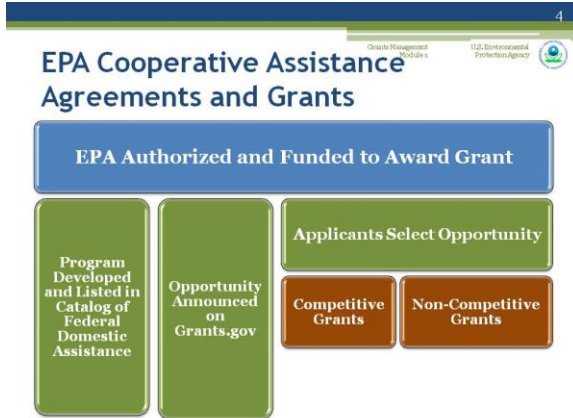 4
Grants Management
Module 1
U.S. Environmental
Protection Agency
EPA Cooperative Assistance
Agreements and Grants
EPA Authorized and Funded to Award Grant
Program
Developed
and Listed in
Catalog of
Federal
Domestic
Assistance
Opportunity
Announced
on
Grants.gov
Applicants Select Opportunity
Competitive
Grants
Non-Competitive
Grants